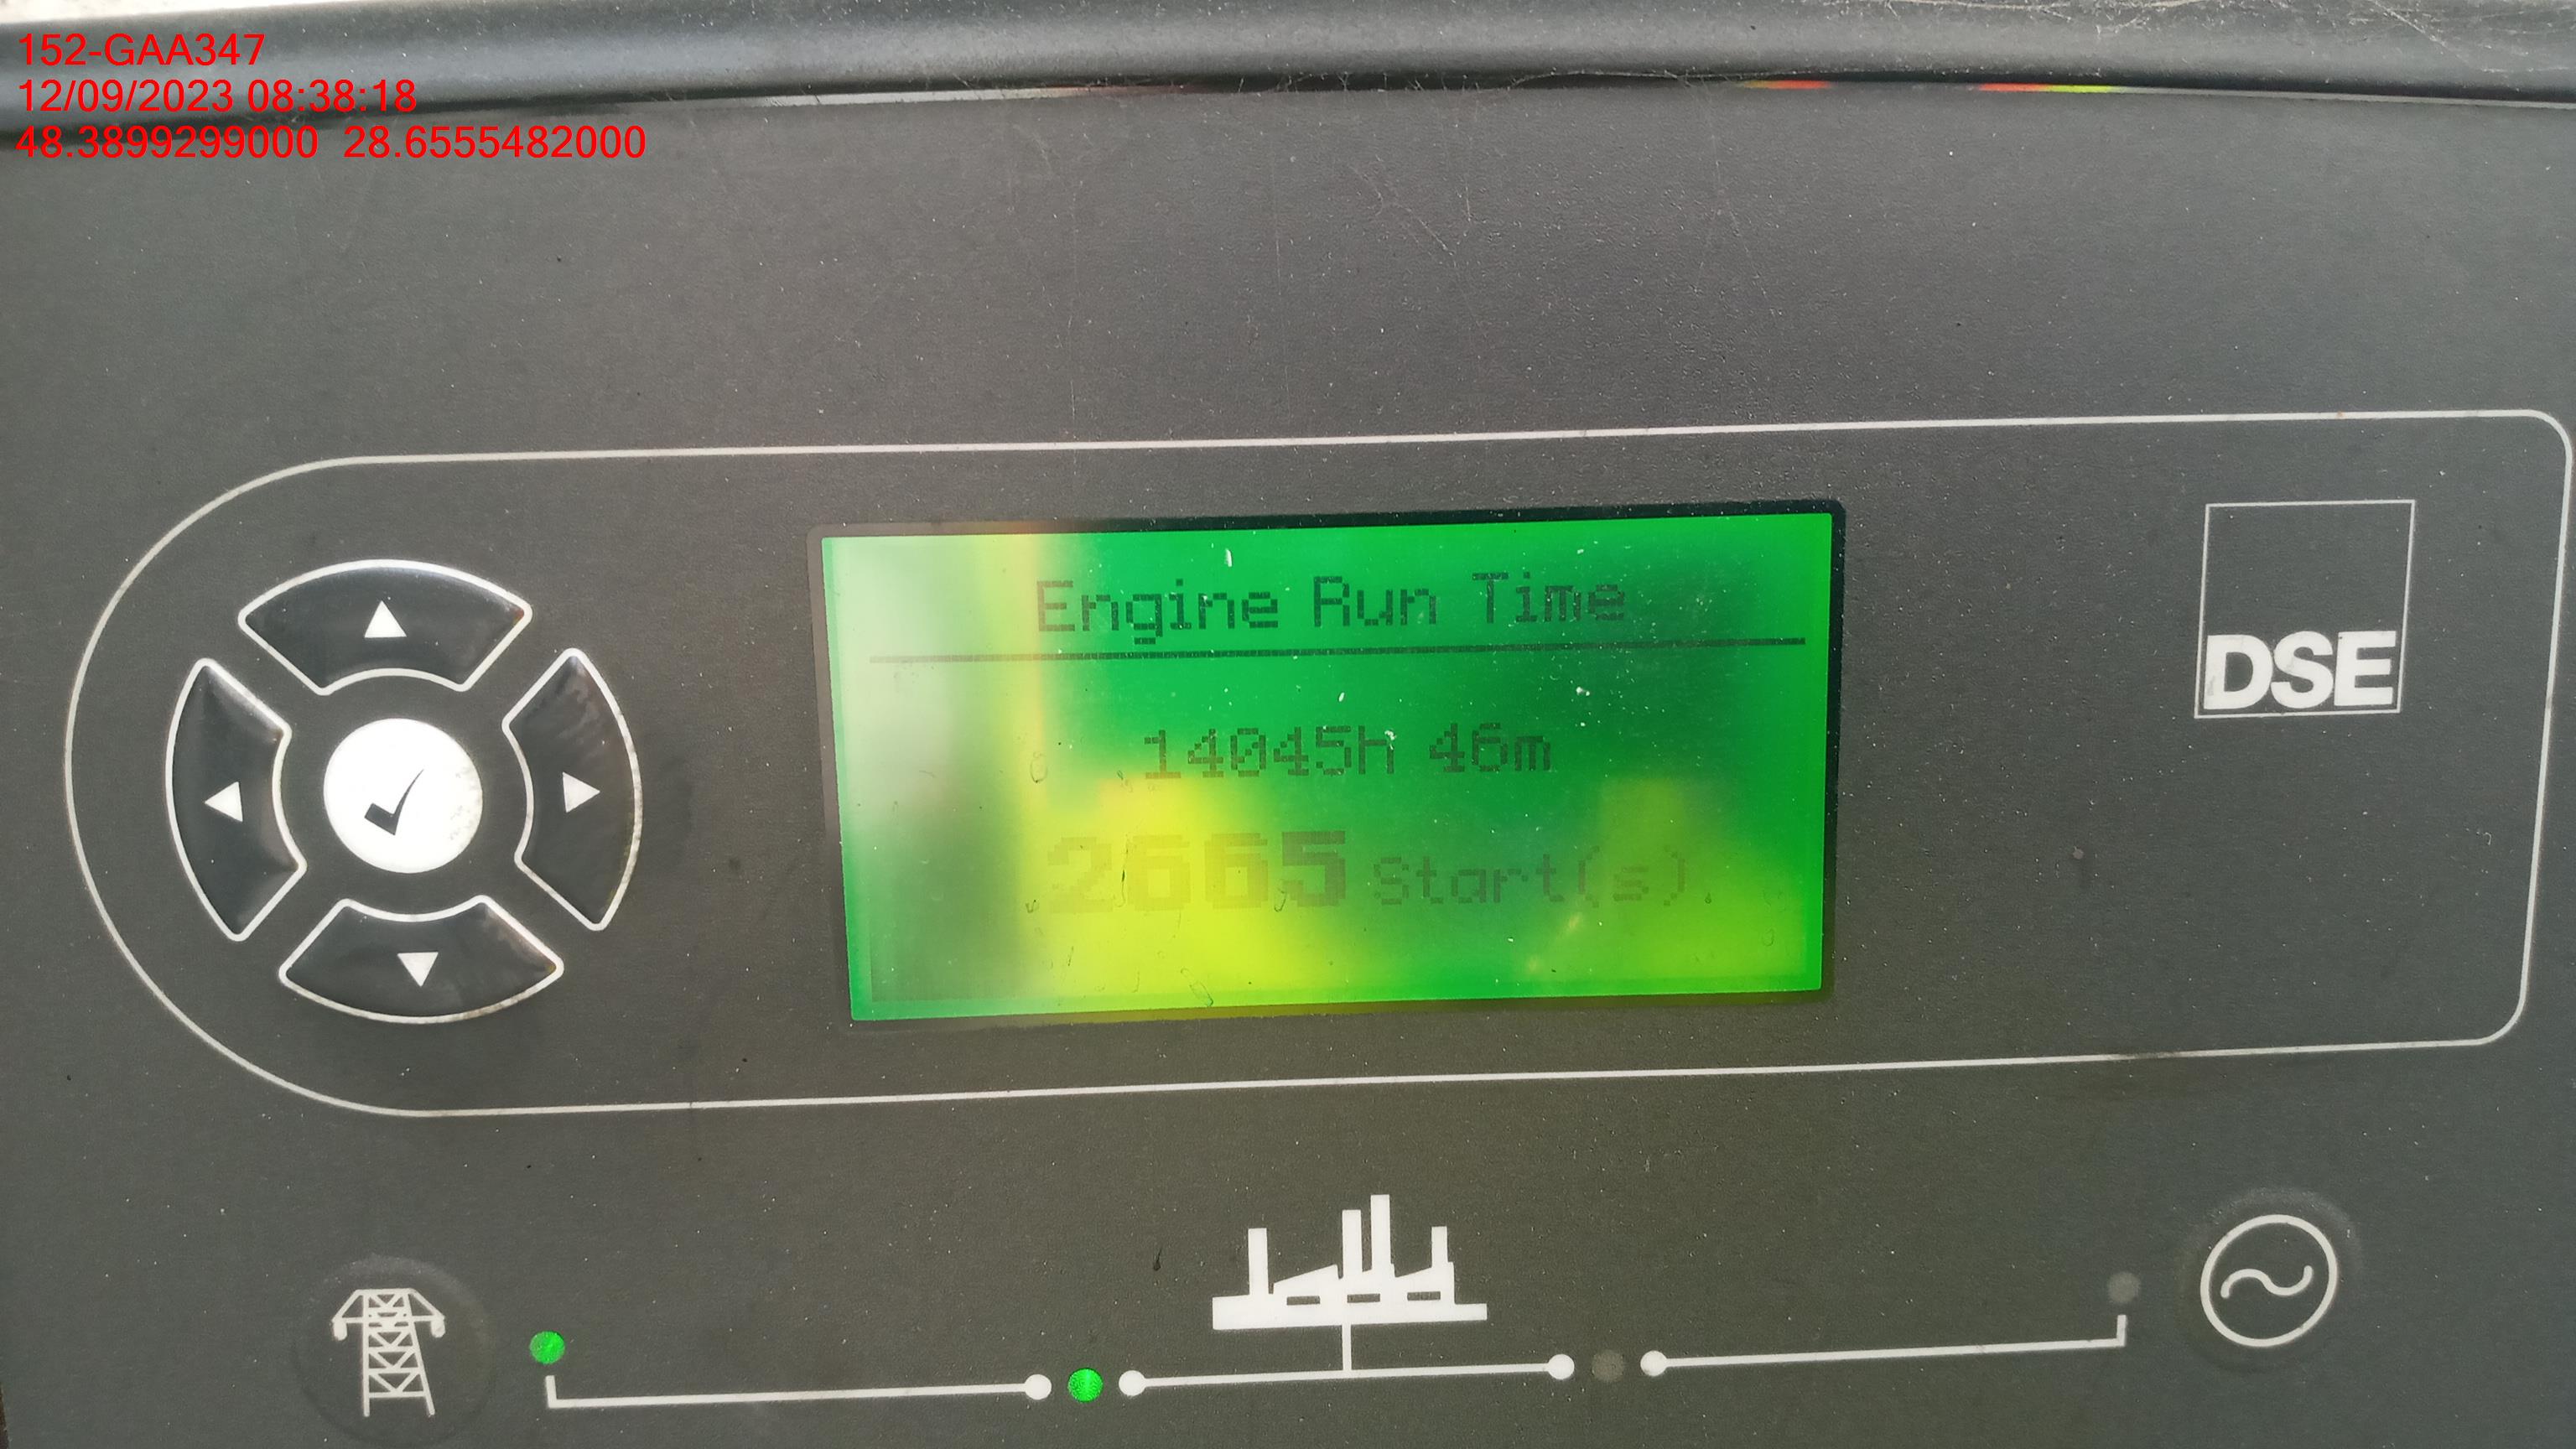 152-GAA347
12/09/2023 08:38:18
48.3899299000 28.6555482000
Engine Run Time
14045h 46m
2665 Start(s)
DSE